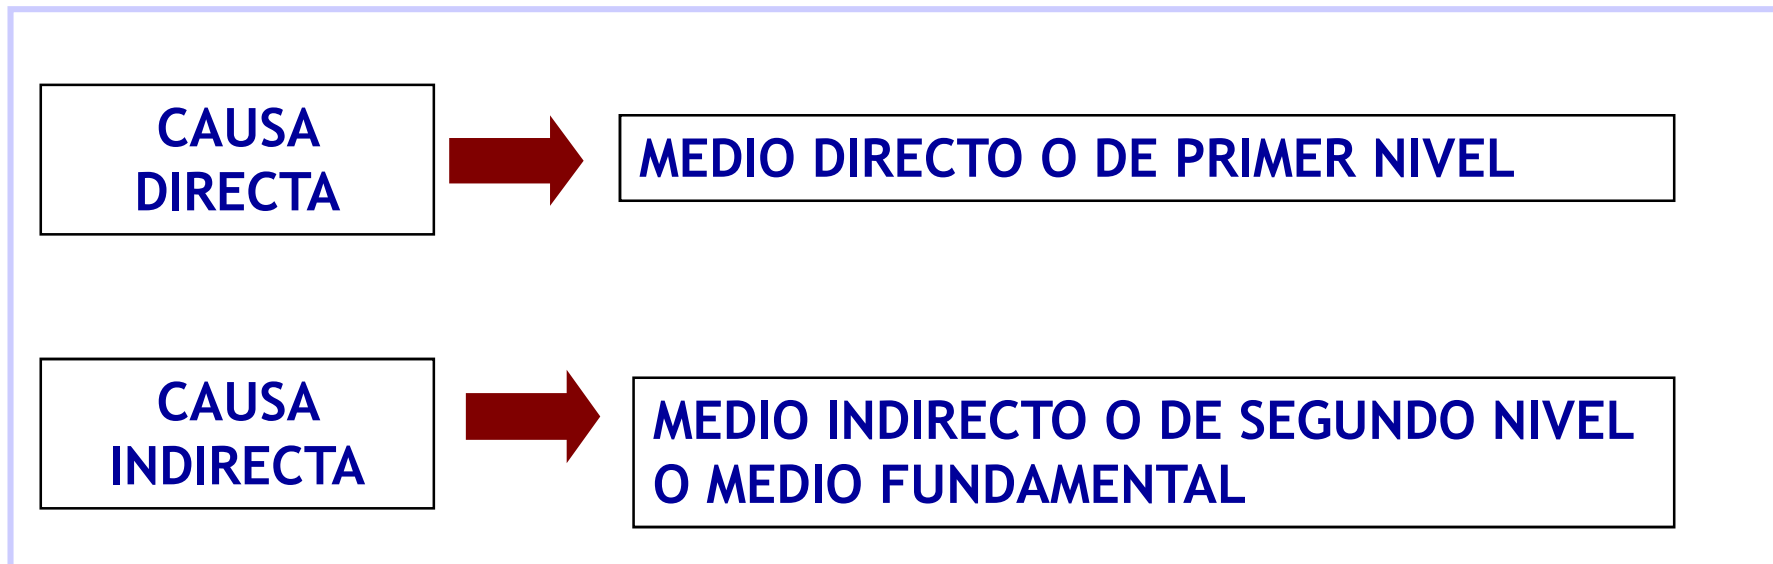 CAUSA
DIRECTA
MEDIO DIRECTO O DE PRIMER NIVEL
CAUSA
INDIRECTA
MEDIO INDIRECTO O DE SEGUNDO NIVEL
O MEDIO FUNDAMENTAL